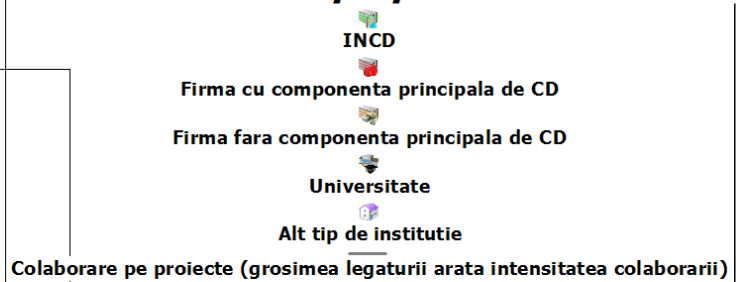 INCD
Firma cu componenta principala de CD
Firma fara componenta principala de CD
Universitate
Alt tip de institutie
Colaborare pe proiecte (grosimea legaturii arata intensitatea colaborarii)